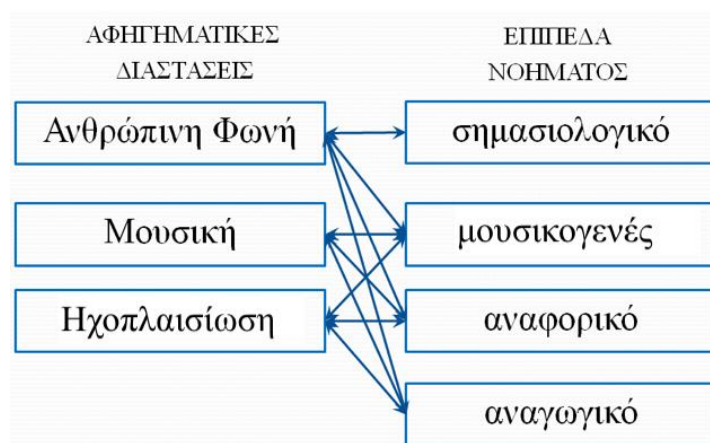 ΑΦΗΓΗΜΑΤΙΚΕΣ
ΔΙΑΣΤΑΣΕΙΣ
Ανθρώπινη Φωνή
Μουσική
Ηχοπλαισίωση
ΕΠΙΠΕΔΑ
ΝΟΗΜΑΤΟΣ
σημασιολογικό
μουσικογενές
αναφορικό
αναγωγικό